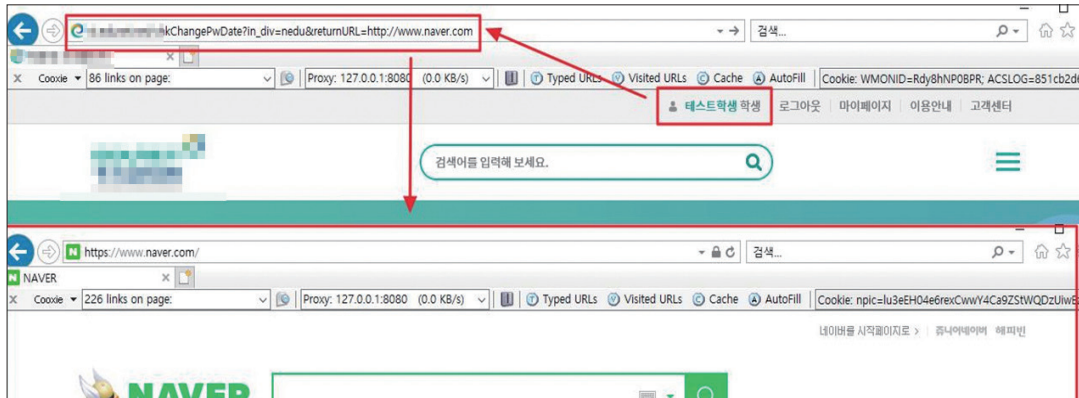 kChangePwDate?in_div=nedu&returnURL=http://www.naver.com
검색...
x Cooxie 86 links on page: Proxy: 127.0.0.1:8080 (0.0 KB/s) Typed URLs Visited URLs Cache AutoFill Cookie: WMONID=Rdy8hNP0BPR; ACSLOG=851cb2d
테스트학생 학생 로그아웃 마이페이지 이용안내 고객센터
검색어를 입력해 보세요.
https://www.naver.com/ 검색...
NAVER
x Cooxie 226 links on page: Proxy: 127.0.0.1:8080 (0.0 KB/s) Typed URLs Visited URLs Cache AutoFill Cookie: npic=lu3eEH04e6rexCwwY4Ca9ZStWQDzUiwE
네이버를 시작페이지로 > 쥬니어네이버 해피빈
NAVER